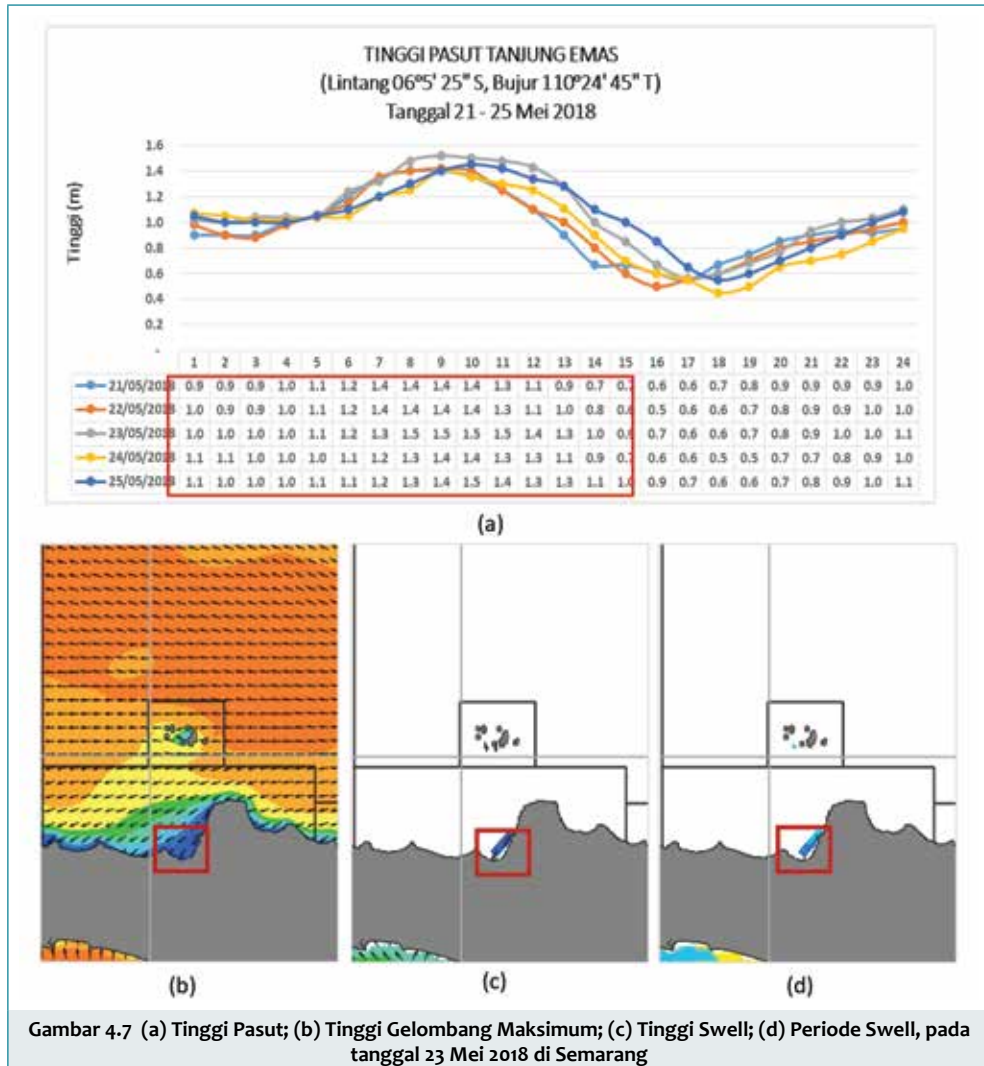 TINGGI PASUT TANJUNG EMAS
(Lintang 06°5' 25" S, Bujur 110°24' 45" T)
Tanggal 21 - 25 Mei 2018
Tinggi (m)
1.6
1.4
1.2
1.0
0.8
0.6
0.4
0.2
-
1 2 3 4 5 6 7 8 9 10 11 12 13 14 15 16 17 18 19 20 21 22 23 24
21/05/2018 0.9 0.9 0.9 1.0 1.1 1.2 1.4 1.4 1.4 1.4 1.3 1.1 0.9 0.7 0.7 0.6 0.6 0.7 0.8 0.9 0.9 0.9 0.9 1.0
22/05/2018 1.0 0.9 0.9 1.0 1.1 1.2 1.4 1.4 1.4 1.4 1.3 1.1 1.0 0.8 0.6 0.5 0.6 0.6 0.7 0.8 0.9 0.9 1.0 1.0
23/05/2018 1.0 1.0 1.0 1.0 1.1 1.2 1.3 1.5 1.5 1.5 1.5 1.4 1.3 1.0 0.9 0.7 0.6 0.6 0.7 0.8 0.9 1.0 1.0 1.1
24/05/2018 1.1 1.1 1.0 1.0 1.0 1.1 1.2 1.3 1.4 1.4 1.3 1.3 1.1 0.9 0.7 0.6 0.6 0.5 0.5 0.7 0.7 0.8 0.9 1.0
25/05/2018 1.1 1.0 1.0 1.0 1.1 1.1 1.2 1.3 1.4 1.5 1.4 1.3 1.3 1.1 1.0 0.9 0.7 0.6 0.6 0.7 0.8 0.9 1.0 1.1
(a)
(b) (c) (d)
Gambar 4.7 (a) Tinggi Pasut; (b) Tinggi Gelombang Maksimum; (c) Tinggi Swell; (d) Periode Swell, pada
tanggal 23 Mei 2018 di Semarang